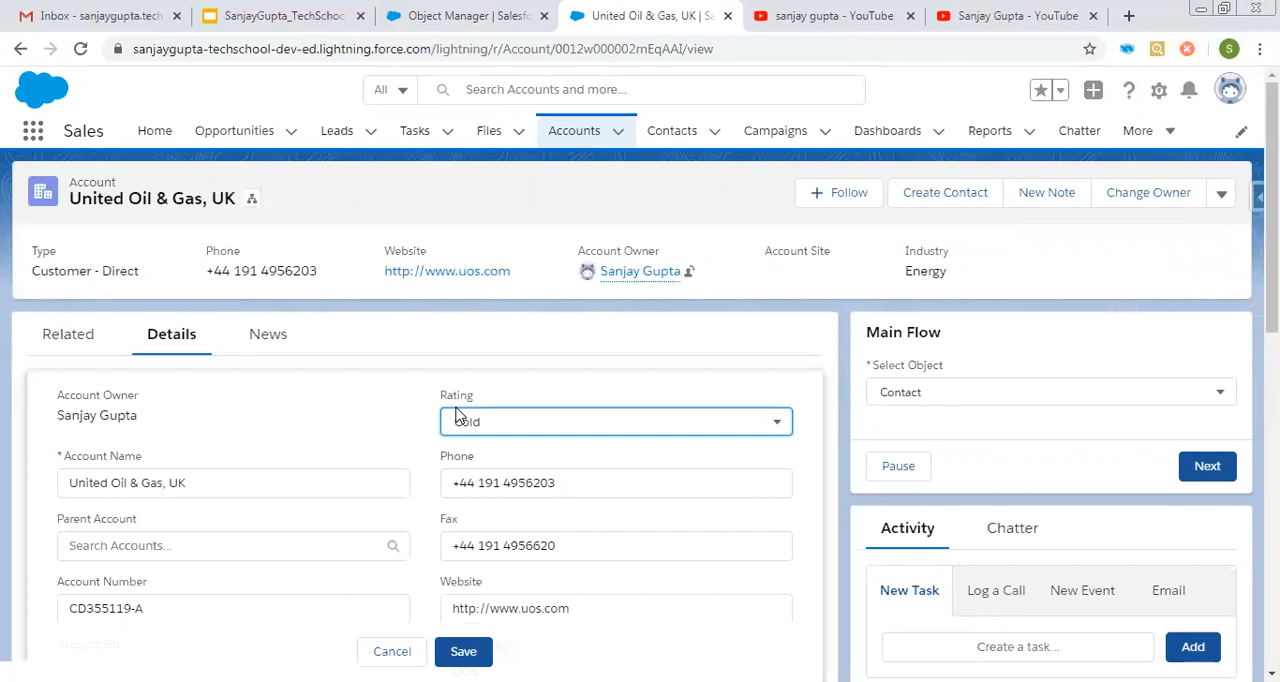 Inbox - sanjaygupta.tech
SanjayGupta_TechSchoo
Object Manager | Salesfo
United Oil & Gas, UK | Sa
sanjay gupta - YouTube
Sanjay Gupta - YouTube
sanjaygupta-techschool-dev-ed.lightning.force.com/lightning/r/Account/0012w000002rnEqAAI/view
S
All
Search Accounts and more...
Sales
Home
Opportunities
Leads
Tasks
Files
Accounts
Contacts
Campaigns
Dashboards
Reports
Chatter
More
Account
United Oil & Gas, UK
Follow
Create Contact
New Note
Change Owner
Type
Phone
Website
Account Owner
Account Site
Industry
Customer - Direct
+44 191 4956203
http://www.uos.com
Sanjay Gupta
Energy
Related
Details
News
Main Flow
*Select Object
Contact
Pause
Next
Account Owner
Sanjay Gupta
Rating
* Account Name
United Oil & Gas, UK
Phone
+44 191 4956203
Parent Account
Search Accounts...
Fax
+44 191 4956620
Account Number
CD355119-A
Website
http://www.uos.com
Account Site
Cancel
Save
Activity
Chatter
New Task
Log a Call
New Event
Email
Create a task...
Add